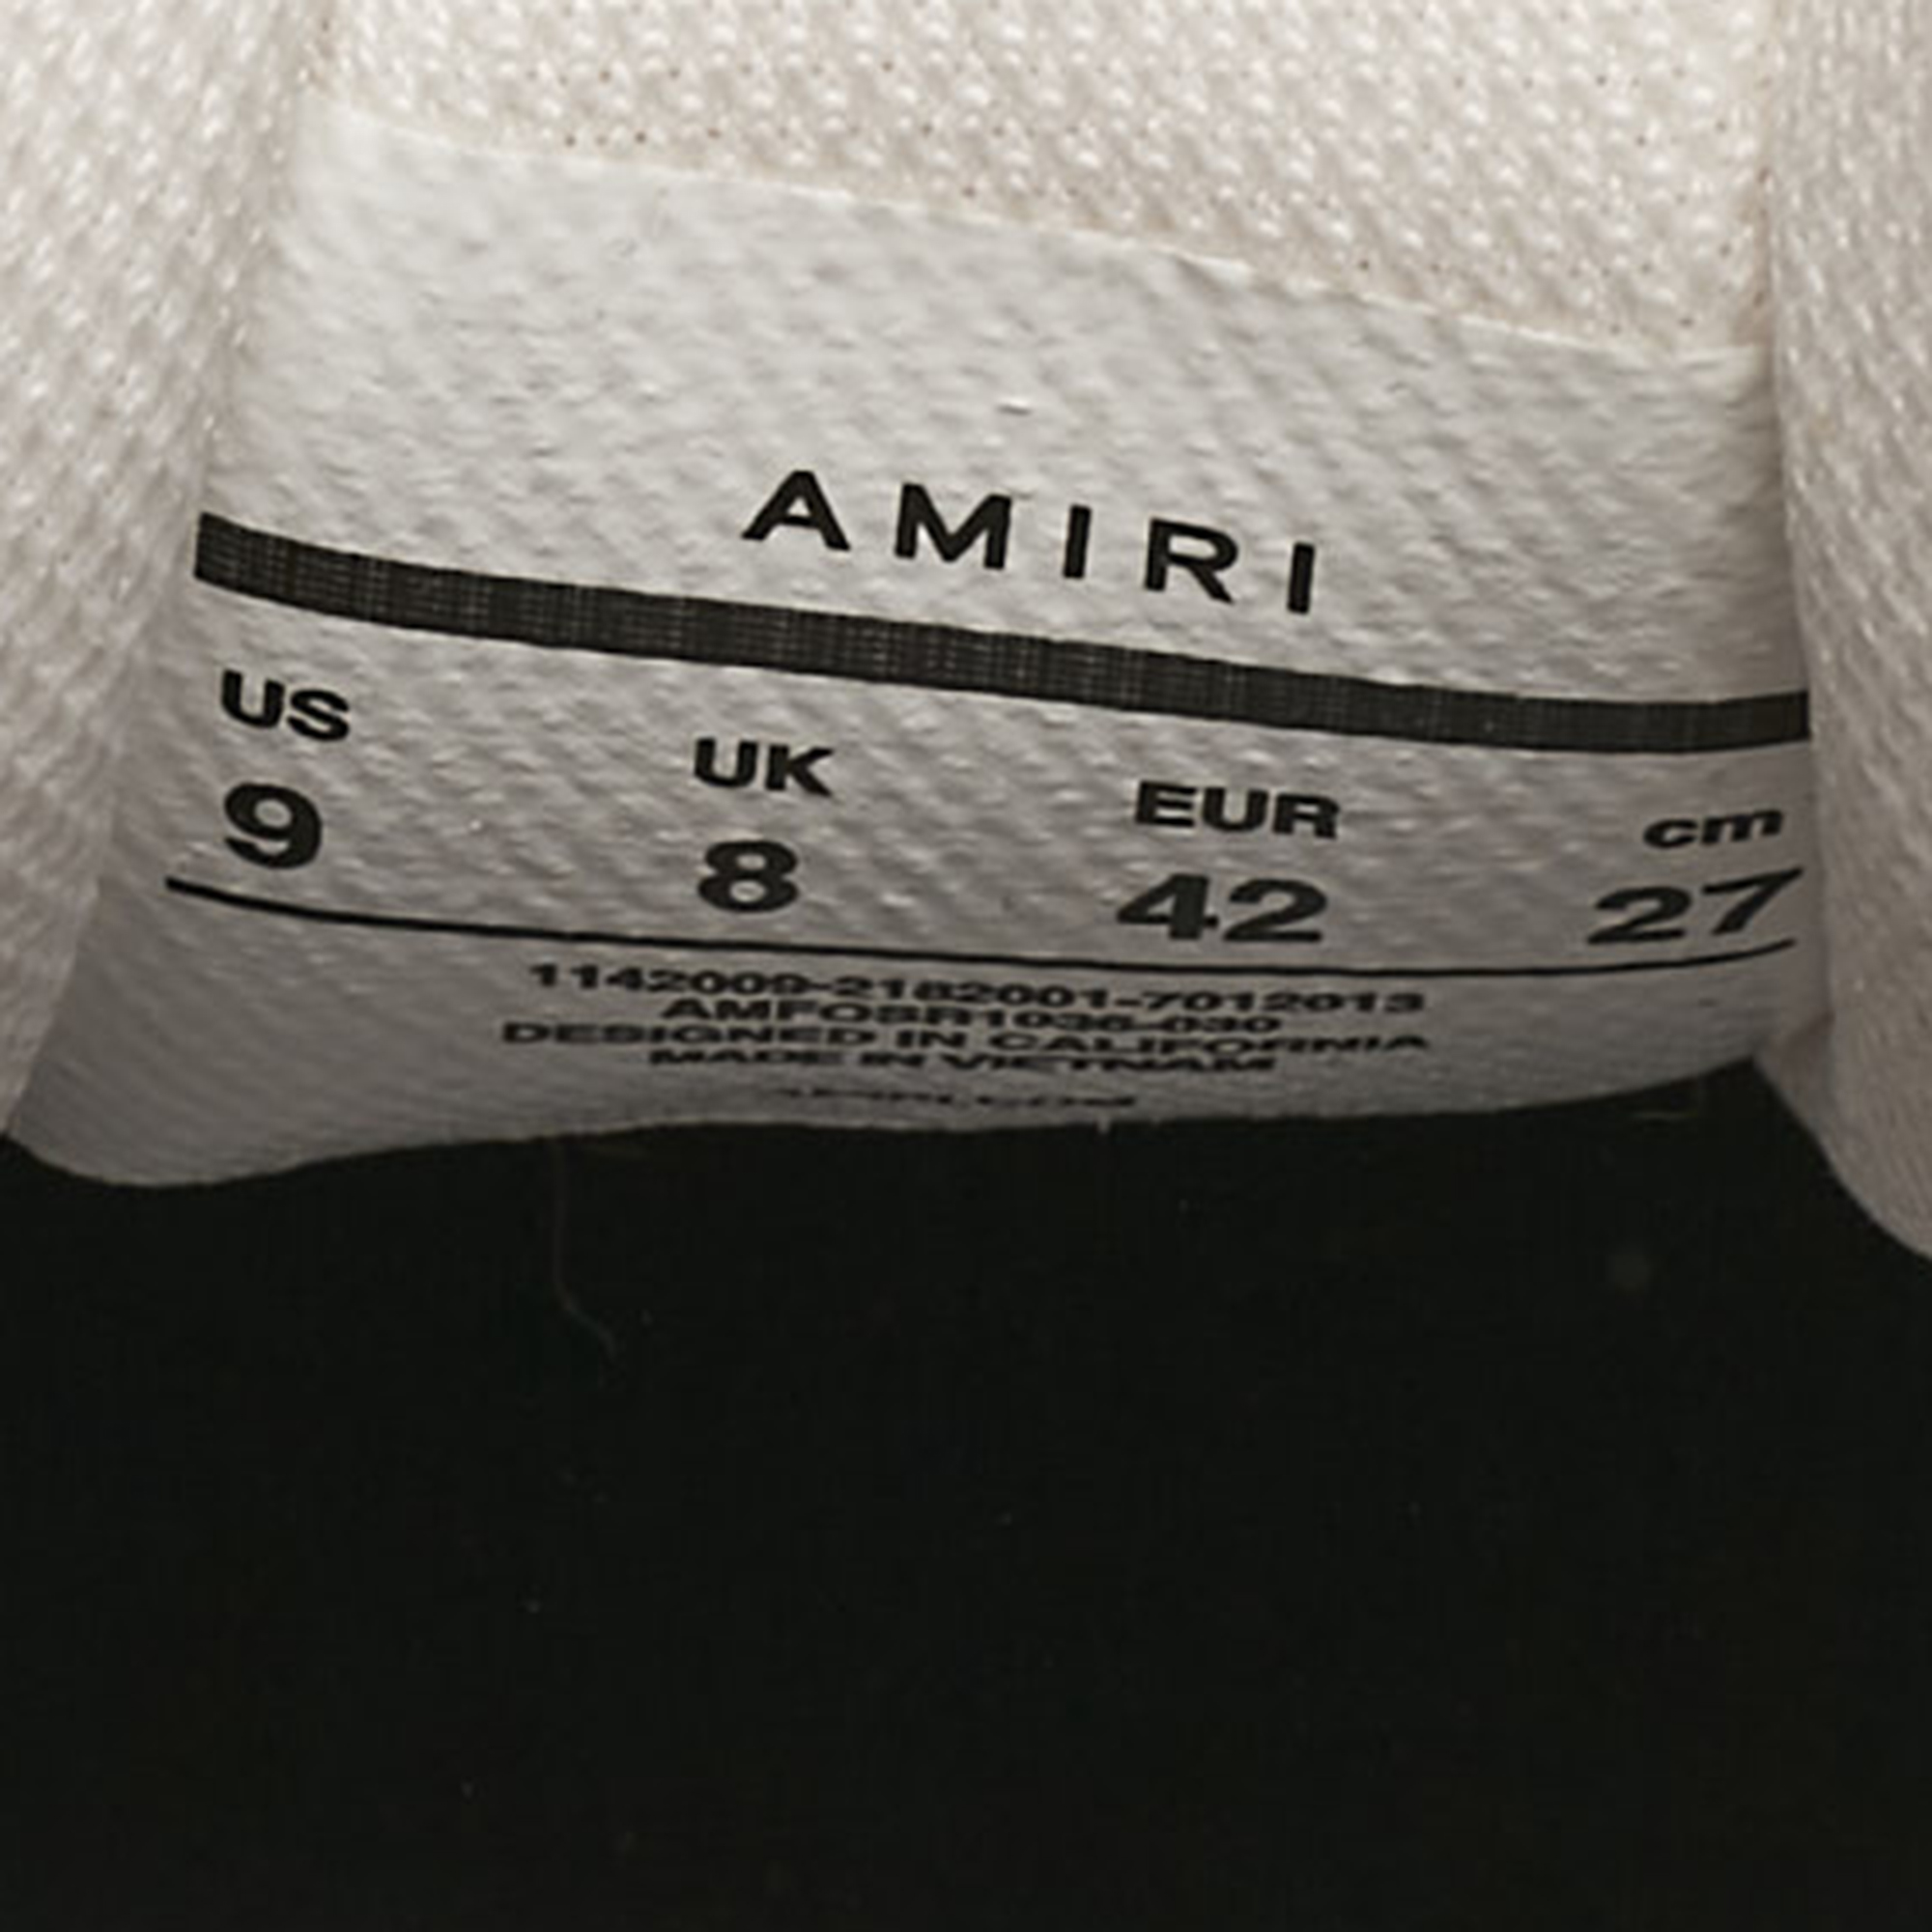 AMIRI
US UK EUR cm
9 8 42 27
1142009-2182001-7012013
AMFOSR1036-030
DESIGNED IN CALIFORNIA
MADE IN VIETNAM